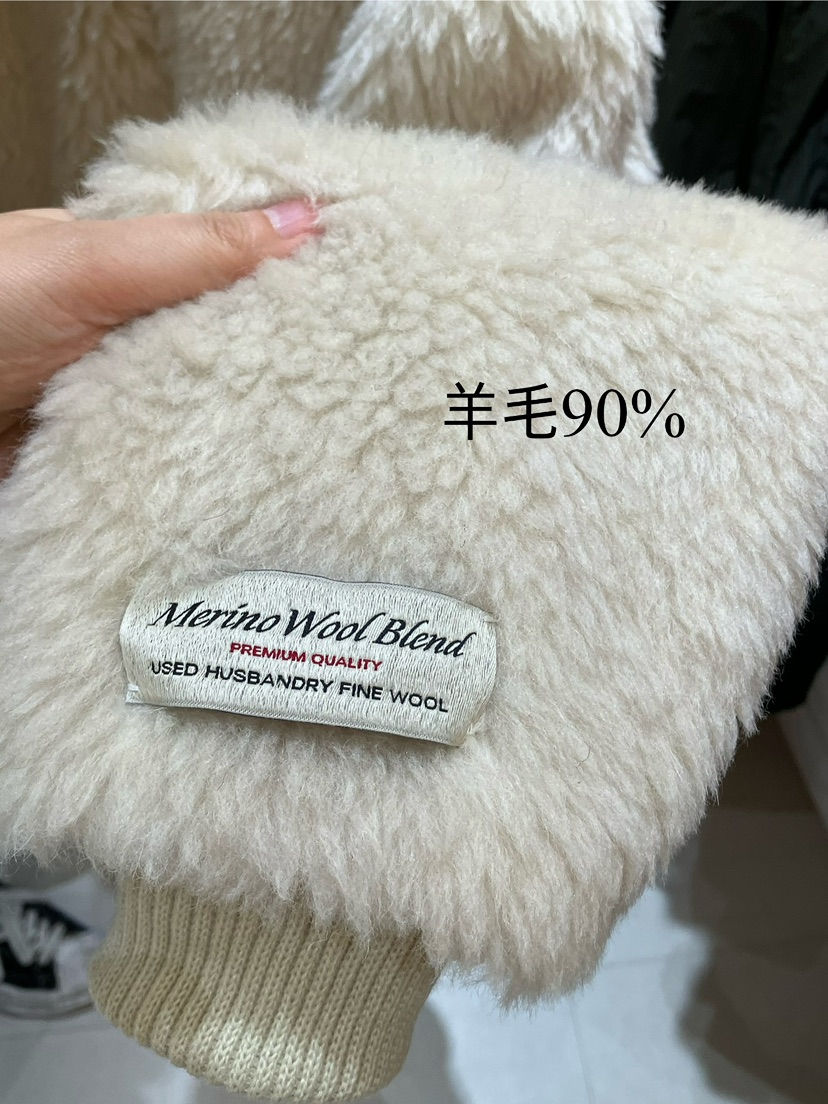 羊毛90%
Merino Wool Blend
PREMIUM QUALITY
USED HUSBANDRY FINE WOOL